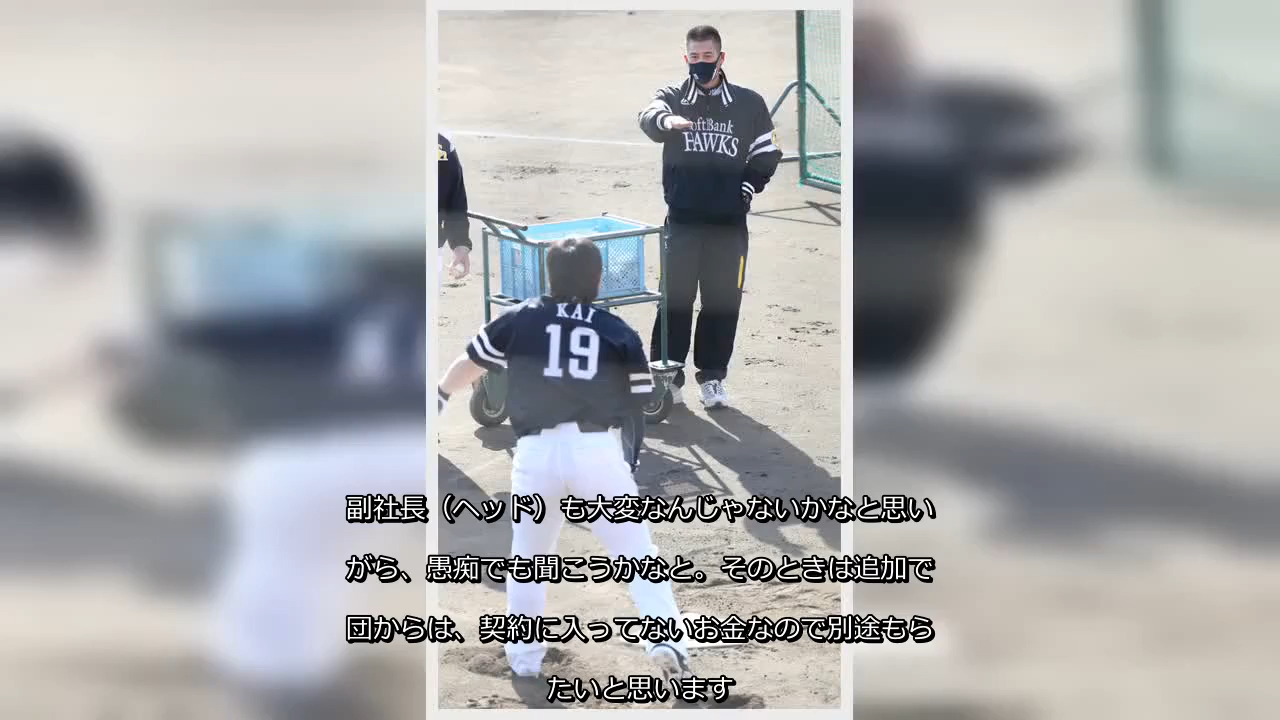 SoftBank
HAWKS
KAI
19
副社長（ヘッド）も大変なんじゃないかなと思い
がら、愚痴でも聞こうかなと。そのときは追加で
団からは、契約に入ってないお金なので別途もら
たいと思います